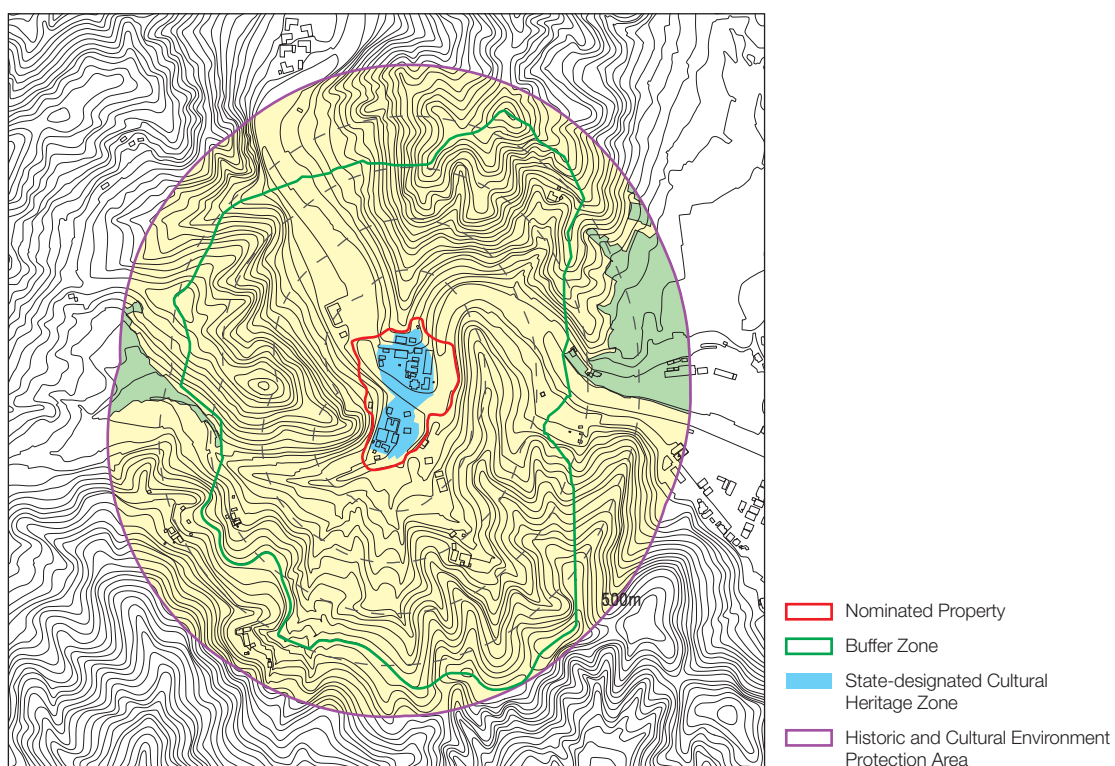 500m
Nominated Property
Buffer Zone
State-designated Cultural
Heritage Zone
Historic and Cultural Environment
Protection Area